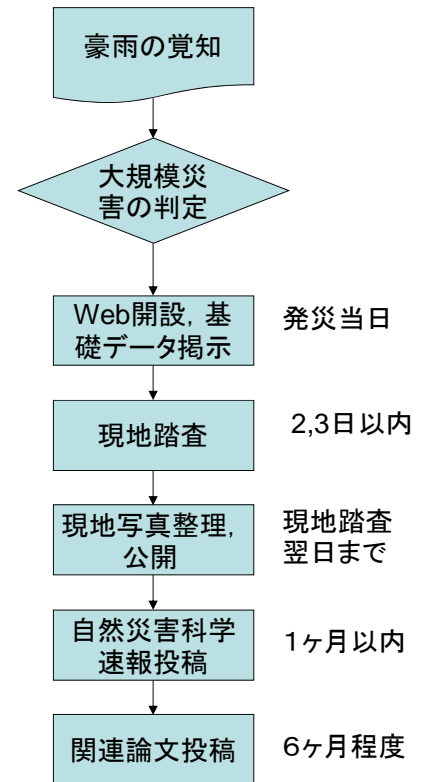 豪雨の覚知
大規模災
害の判定
Web開設, 基
礎データ掲示
発災当日
現地踏査
2,3日以内
現地写真整理,
公開
現地踏査
翌日まで
自然災害科学
速報投稿
1ヶ月以内
関連論文投稿
6ヶ月程度